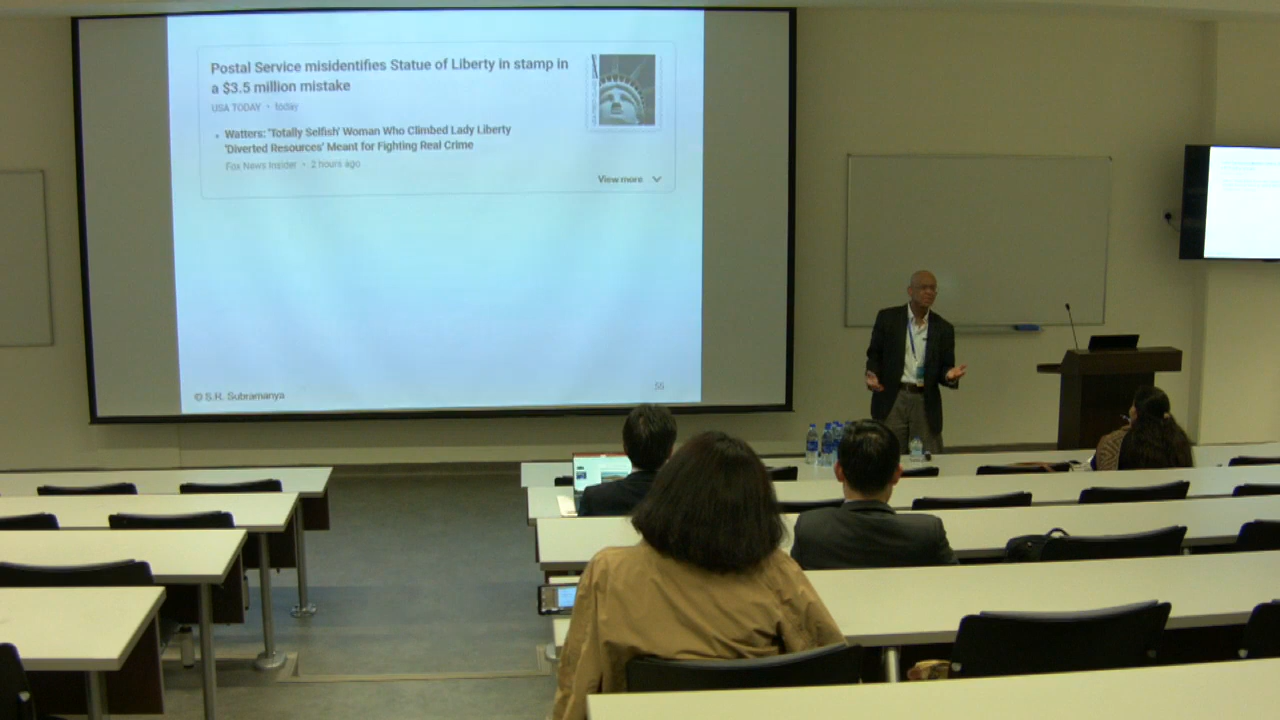 Postal Service misidentifies Statue of Liberty in stamp in
a $3.5 million mistake
USA TODAY • today
• Watters: 'Totally Selfish' Woman Who Climbed Lady Liberty
'Diverted Resources' Meant for Fighting Real Crime
Fox News Insider • 2 hours ago
View more
© S.R. Subramanya
55